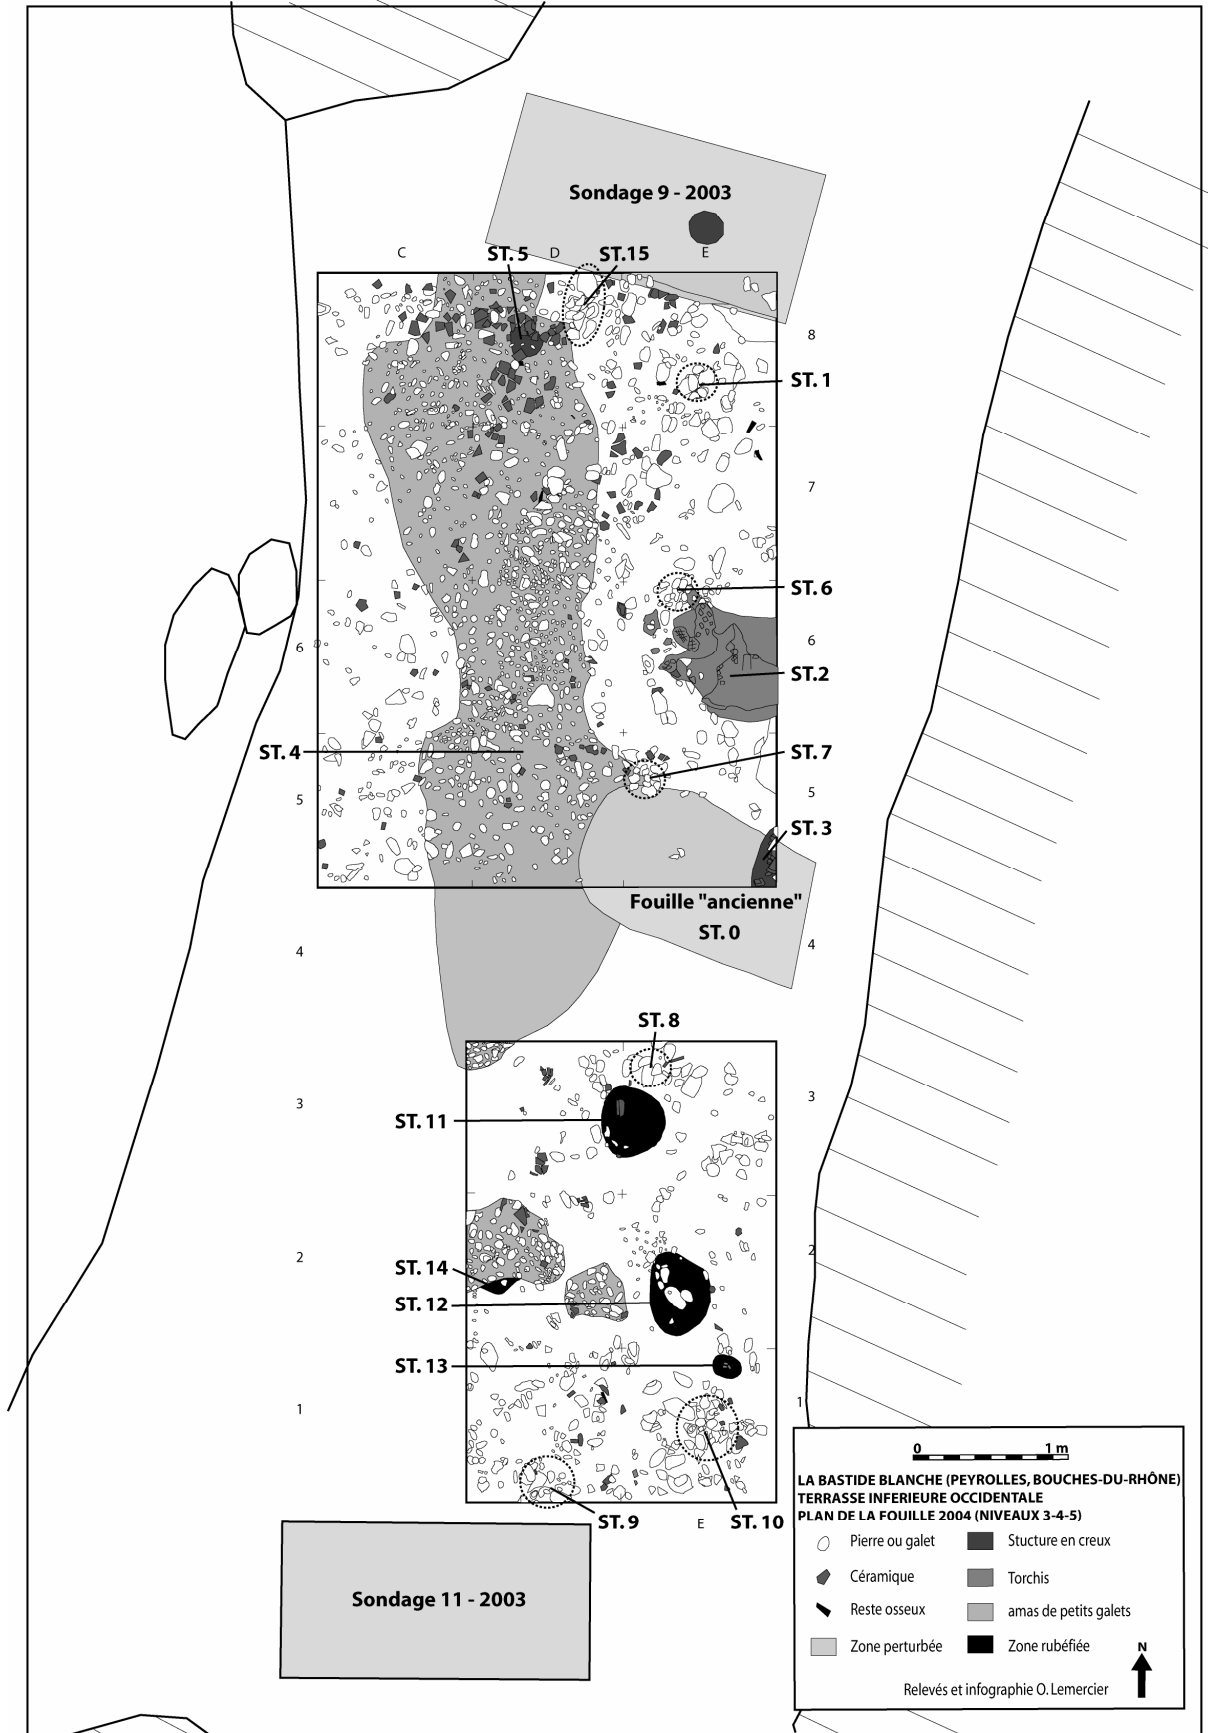 Sondage 9 - 2003
C
ST. 5
D
ST.15
E
8
ST. 1
7
ST. 6
6
6
ST.2
ST. 4
ST. 7
5
5
ST. 3
Fouille "ancienne"
ST. 0
4
4
ST. 8
3
3
ST. 11
2
2
ST. 14
ST. 12
ST. 13
1
1
ST. 9
E
ST. 10
Sondage 11 - 2003
0 1 m
LA BASTIDE BLANCHE (PEYROLLES, BOUCHES-DU-RHÔNE)
TERRASSE INFERIEURE OCCIDENTALE
PLAN DE LA FOUILLE 2004 (NIVEAUX 3-4-5)
Pierre ou galet
Stucture en creux
Céramique
Torchis
Reste osseux
amas de petits galets
Zone perturbée
Zone rubéfiée
N
Relevés et infographie O. Lemercier